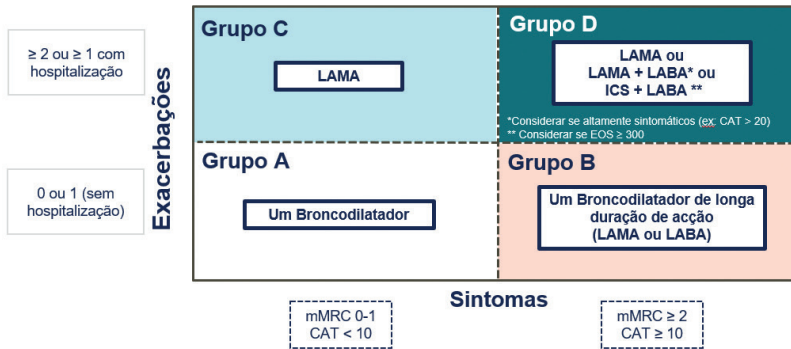 ≥ 2 ou ≥ 1 com
hospitalização
0 ou 1 (sem
hospitalização)
Exacerbações
Grupo C
LAMA
Grupo D
LAMA ou
LAMA + LABA* ou
ICS + LABA **
*Considerar se altamente sintomáticos (ex: CAT > 20)
** Considerar se EOS ≥ 300
Grupo A
Um Broncodilatador
Grupo B
Um Broncodilatador de longa
duração de acção
(LAMA ou LABA)
Sintomas
mMRC 0-1
CAT < 10
mMRC ≥ 2
CAT ≥ 10